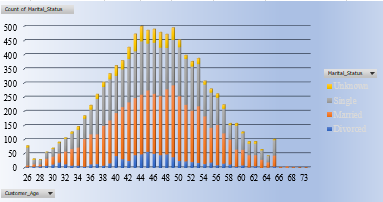 Count of Marital_Status
500
450
400
350
300
250
200
150
100
50
0
26 28 30 32 34 36 38 40 42 44 46 48 50 52 54 56 58 60 62 64 66 68 73
Marital_Status
Unknown
Single
Married
Divorced
Customer_Age